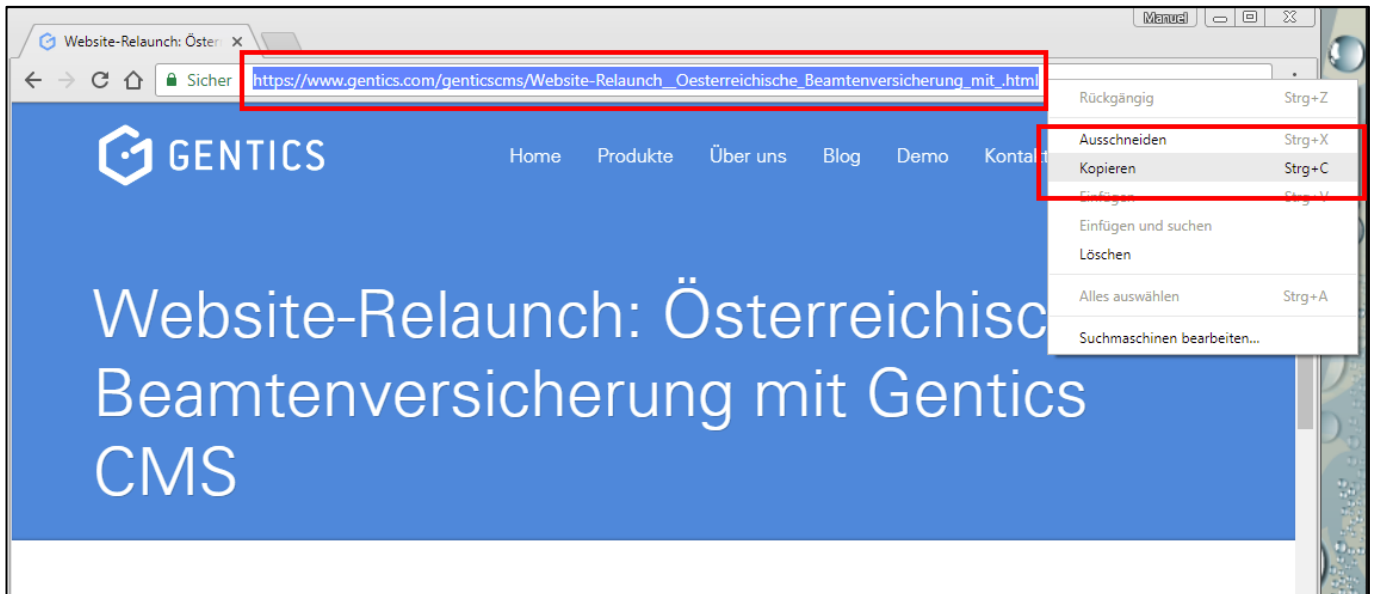 Manuel
Website-Relaunch: Öster
Sicher
https://www.gentics.com/genticscms/Website-Relaunch__Oesterreichische_Beamtenversicherung_mit_.html
GENTICS
Home Produkte Über uns Blog Demo Kontakt
Rückgängig Strg+Z
Ausschneiden Strg+X
Kopieren Strg+C
Einfügen Strg+V
Einfügen und suchen
Löschen
Alles auswählen Strg+A
Suchmaschinen bearbeiten...
Website-Relaunch: Österreichisc
Beamtenversicherung mit Gentics
CMS